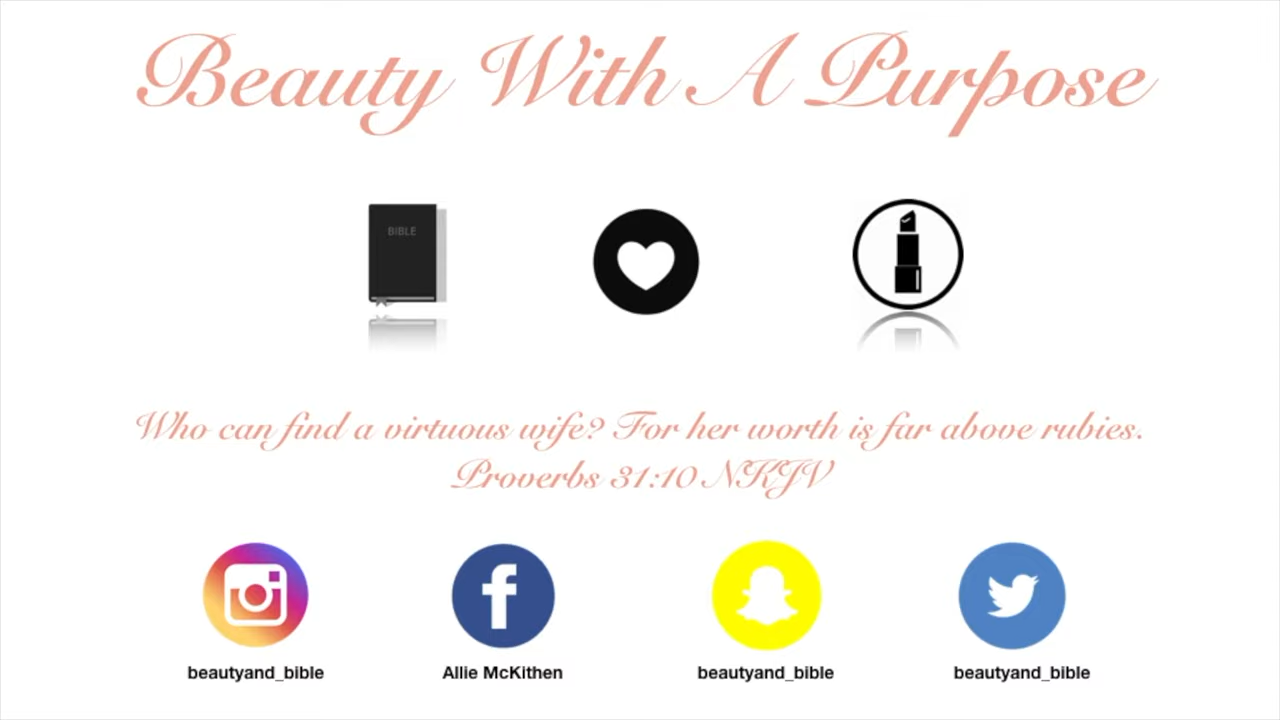 Beauty With A Purpose
BIBLE
Who can find a virtuous wife? For her worth is far above rubies.
Proverbs 31:10 NKJV
beautyand_bible
Allie McKithen
beautyand_bible
beautyand_bible